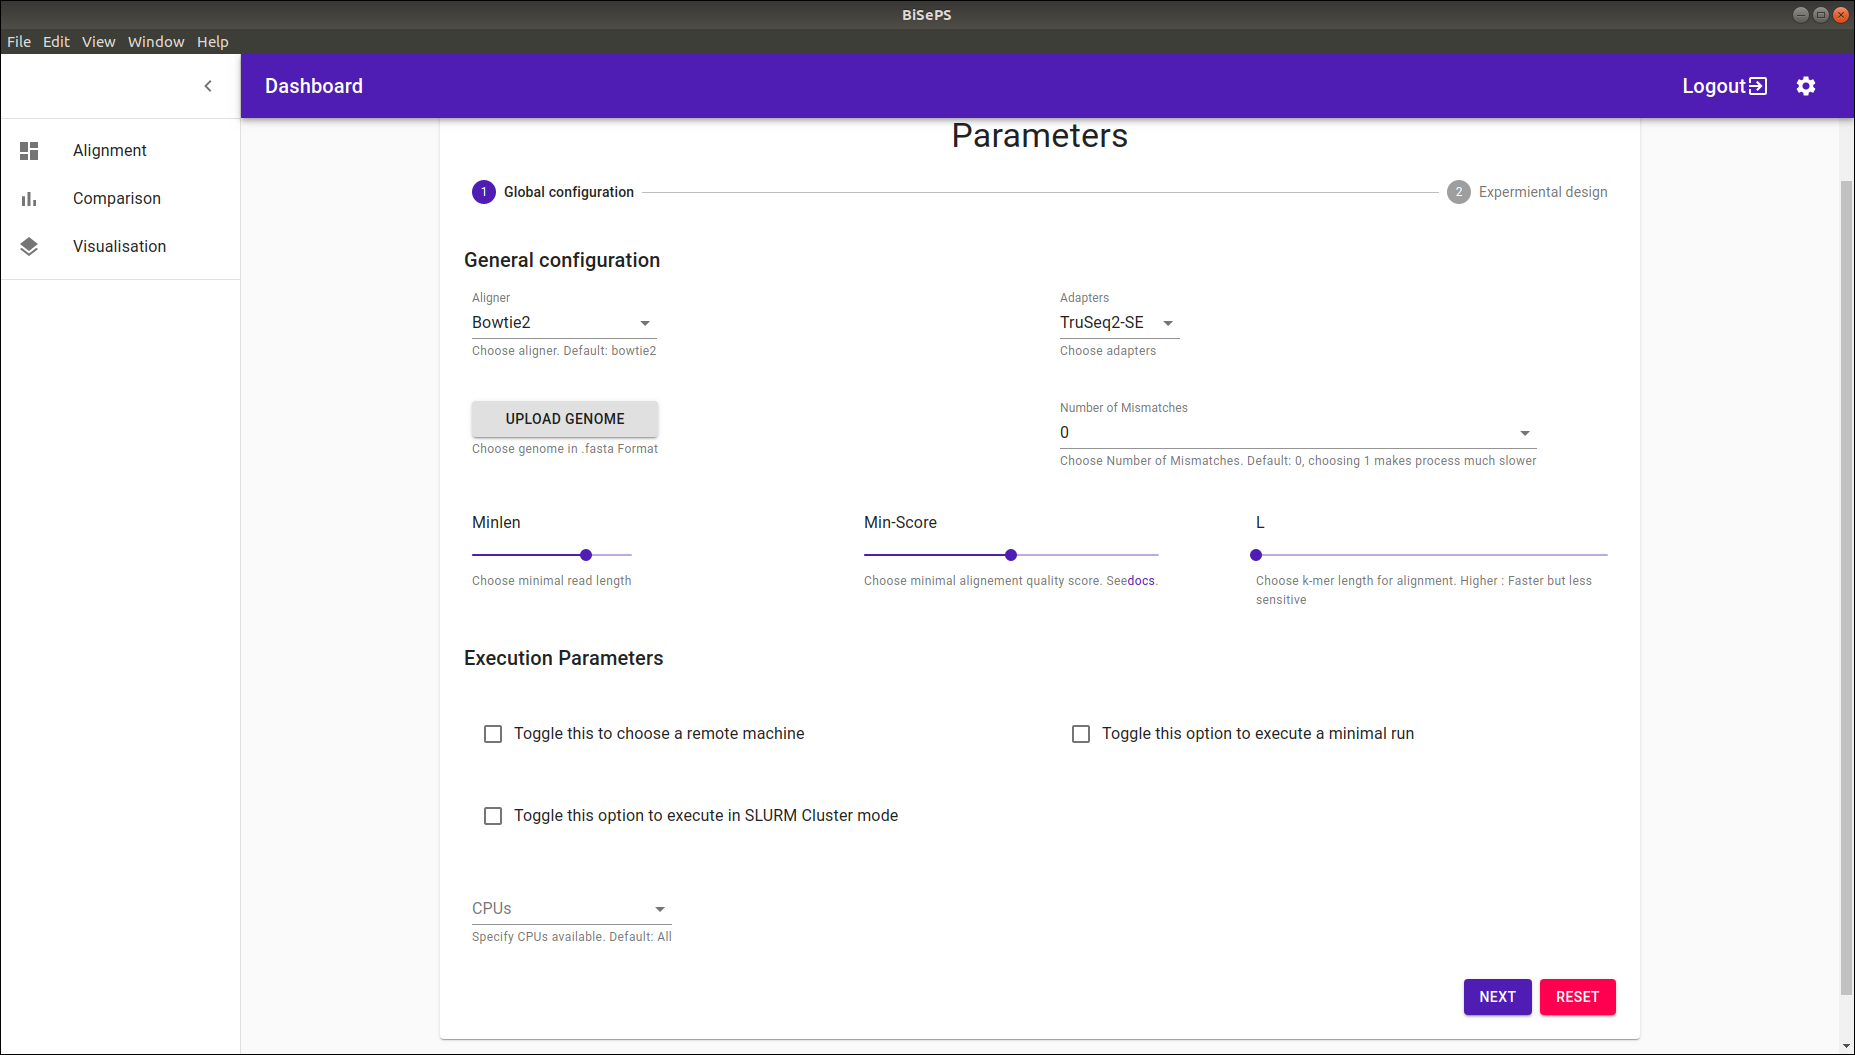 BiSePS
File Edit View Window Help
Dashboard
Logout
Alignment
Comparison
Visualisation
Parameters
1 Global configuration
2 Expermiental design
General configuration
Aligner
Bowtie2
Choose aligner. Default: bowtie2
Adapters
TruSeq2-SE
Choose adapters
UPLOAD GENOME
Choose genome in .fasta Format
Number of Mismatches
0
Choose Number of Mismatches. Default: 0, choosing 1 makes process much slower
Minlen
Choose minimal read length
Min-Score
Choose minimal alignement quality score. Seedocs.
L
Choose k-mer length for alignment. Higher : Faster but less
sensitive
Execution Parameters
Toggle this to choose a remote machine
Toggle this option to execute a minimal run
Toggle this option to execute in SLURM Cluster mode
CPUs
Specify CPUs available. Default: All
NEXT
RESET